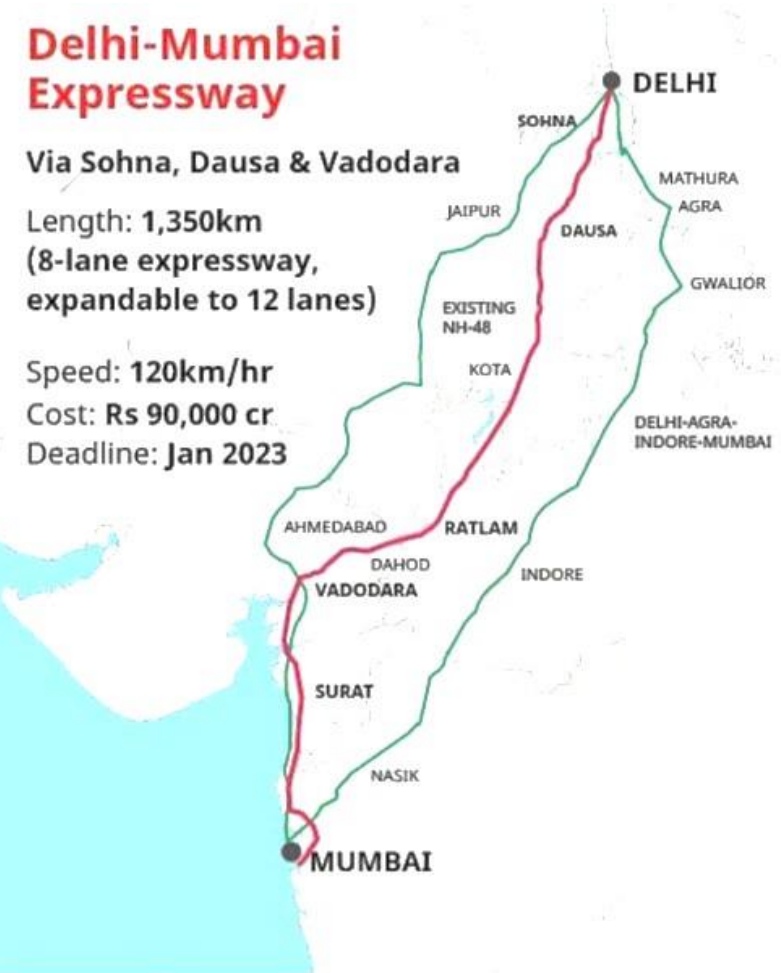 Delhi-Mumbai
Expressway
Via Sohna, Dausa & Vadodara
Length: 1,350km
(8-lane expressway,
expandable to 12 lanes)
Speed: 120km/hr
Cost: Rs 90,000 cr
Deadline: Jan 2023
DELHI
SOHNA
MATHURA
AGRA
JAIPUR
DAUSA
GWALIOR
EXISTING
NH-48
KOTA
DELHI-AGRA-
INDORE-MUMBAI
AHMEDABAD
RATLAM
DAHOD
INDORE
VADODARA
SURAT
NASIK
MUMBAI